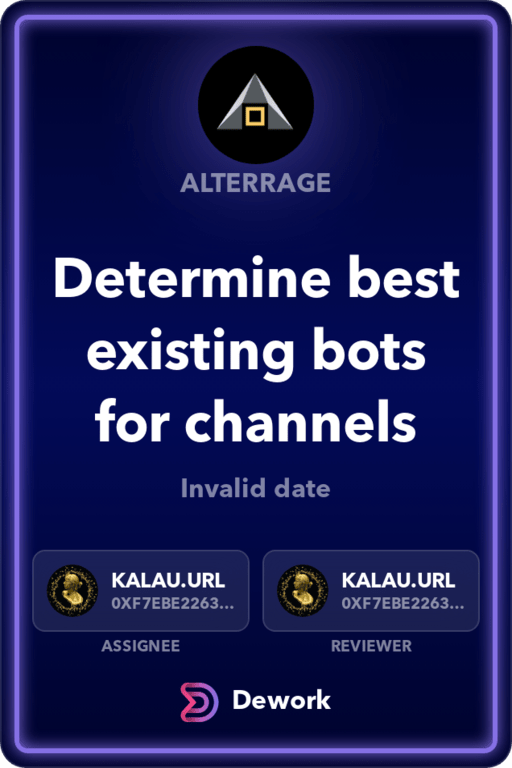 ALTERRAGE
Determine best
existing bots
for channels
Invalid date
KALAU.URL
0XF7EBE2263...
ASSIGNEE
KALAU.URL
0XF7EBE2263...
REVIEWER
Dework